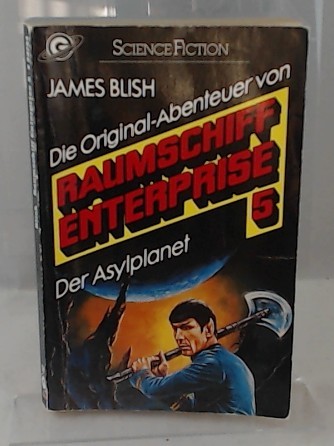 G
SCIENCE FICTION
JAMES BLISH
Die Original-Abenteuer von
RAUMSCHIFF
ENTERPRISE
5
Der Asylplanet